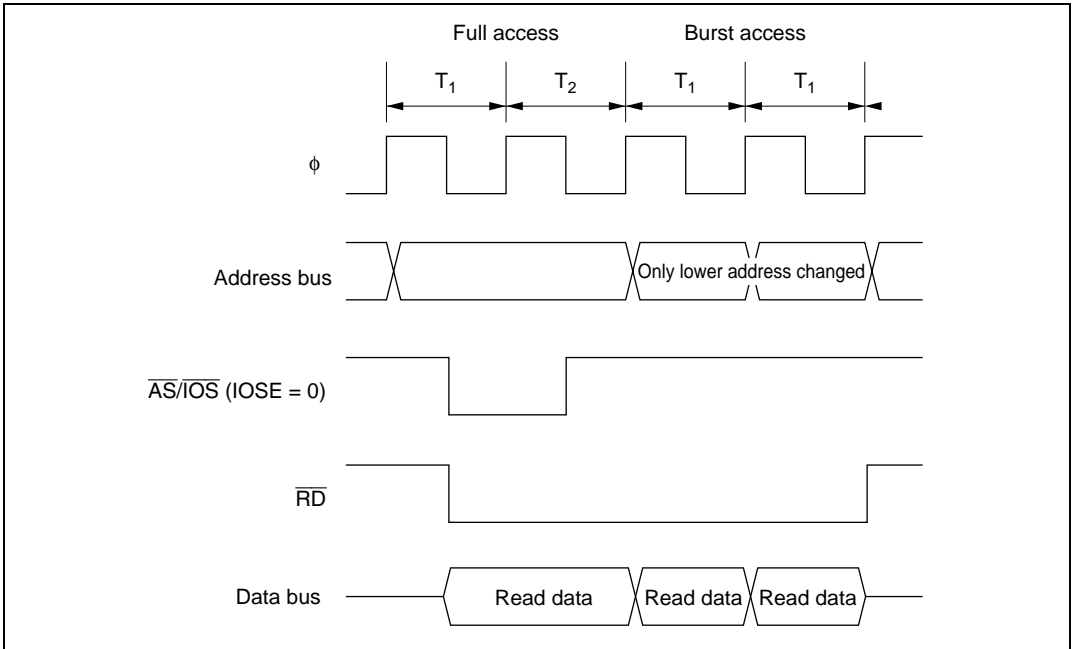 Full access Burst access
T1 T2 T1 T1
φ
Address bus Only lower address changed
AS/IOS (IOSE = 0)
RD
Data bus Read data Read data Read data